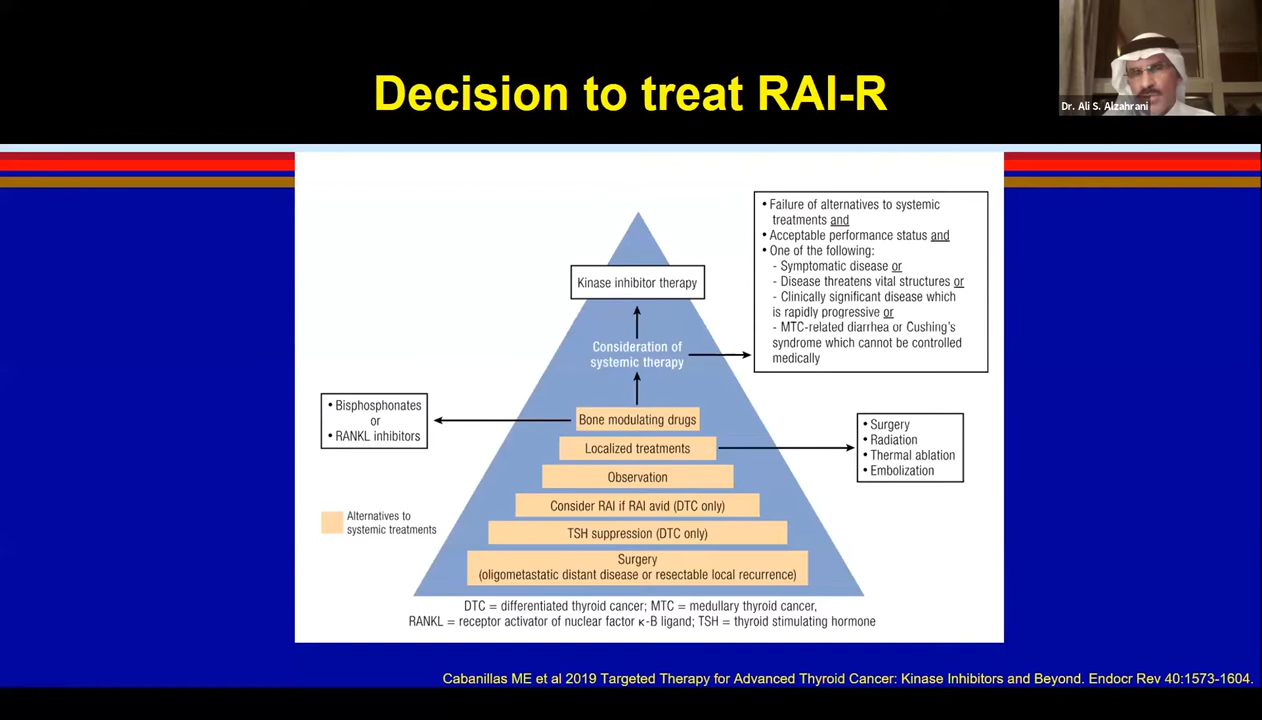 Decision to treat RAI-R
Dr. Ali S. Alzahrani
Kinase inhibitor therapy
Consideration of
systemic therapy
• Failure of alternatives to systemic
treatments and
• Acceptable performance status and
• One of the following:
- Symptomatic disease or
- Disease threatens vital structures or
- Clinically significant disease which
is rapidly progressive or
- MTC-related diarrhea or Cushing's
syndrome which cannot be controlled
medically
Bone modulating drugs
• Bisphosphonates
or
• RANKL inhibitors
Localized treatments
• Surgery
• Radiation
• Thermal ablation
• Embolization
Observation
Consider RAI if RAI avid (DTC only)
TSH suppression (DTC only)
Surgery
(oligometastatic distant disease or resectable local recurrence)
Alternatives to
systemic treatments
DTC = differentiated thyroid cancer; MTC = medullary thyroid cancer,
RANKL = receptor activator of nuclear factor κ-B ligand; TSH = thyroid stimulating hormone
Cabanillas ME et al 2019 Targeted Therapy for Advanced Thyroid Cancer: Kinase Inhibitors and Beyond. Endocr Rev 40:1573-1604.